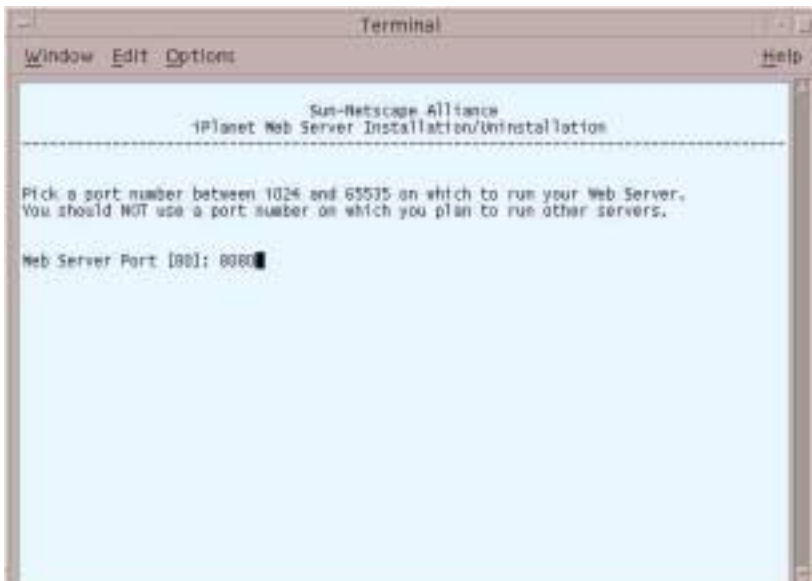 Terminal
Window Edit Options Help
Sun-Netscape Alliance
iPlanet Web Server Installation/Uninstallation
--------------------------------------------------------------------------------
Pick a port number between 1024 and 65535 on which to run your Web Server.
You should NOT use a port number on which you plan to run other servers.
Web Server Port [80]: 8080